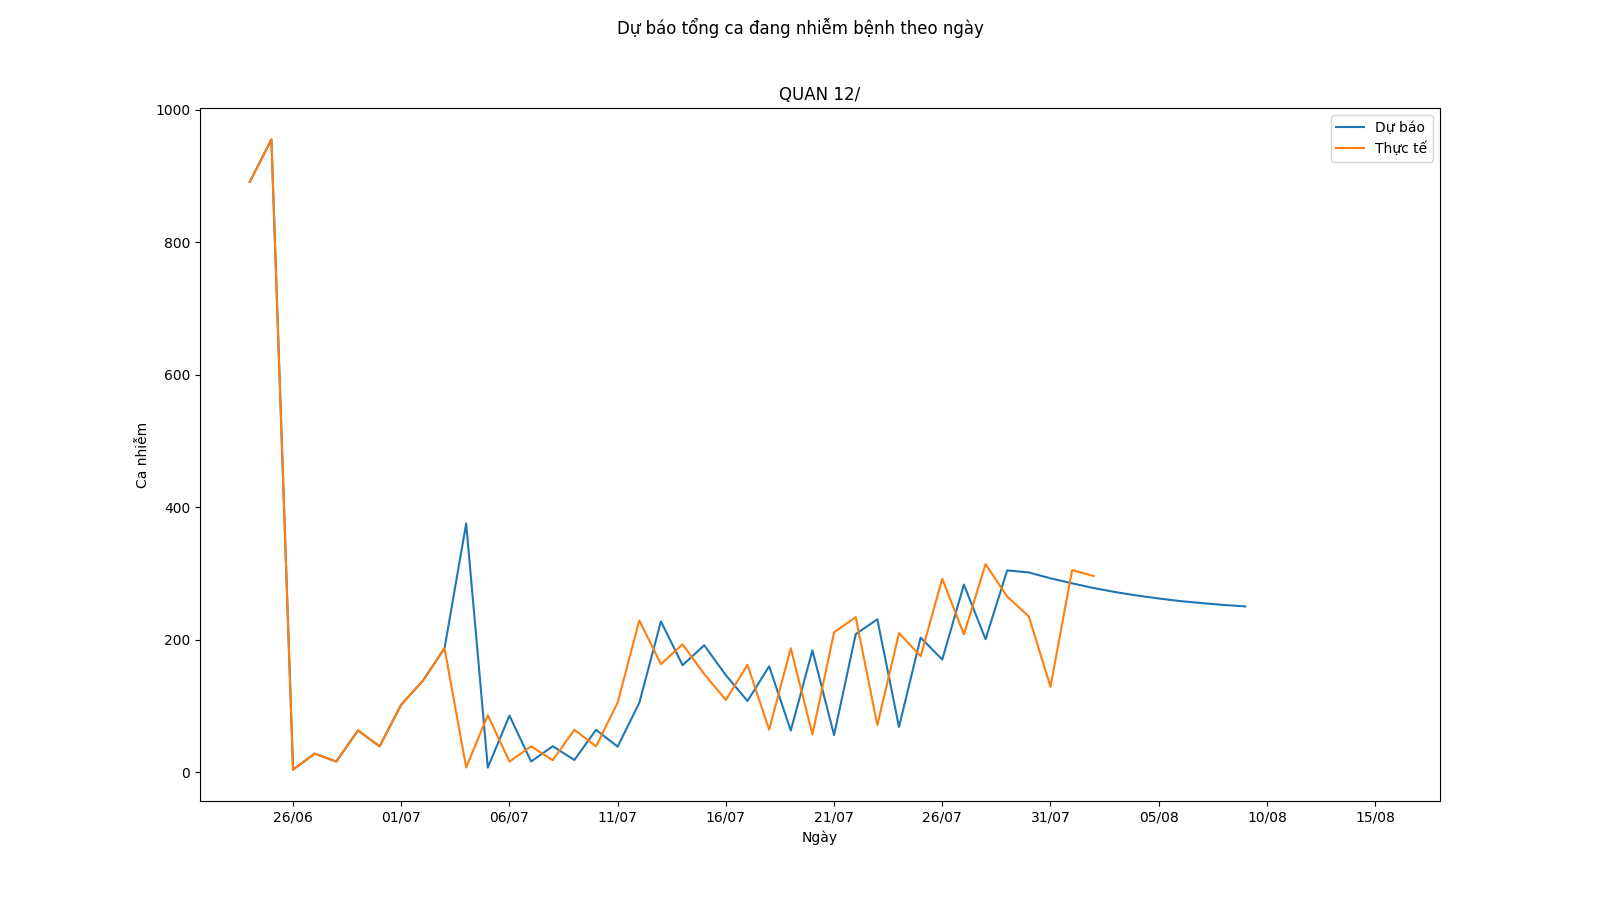 Dự báo tổng ca đang nhiễm bệnh theo ngày
QUAN 12/
1000
800
600
400
200
0
Ca nhiễm
Dự báo
Thực tế
26/06 01/07 06/07 11/07 16/07 21/07 26/07 31/07 05/08 10/08 15/08
Ngày